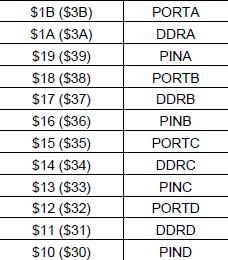 $1B ($3B) PORTA
$1A ($3A) DDRA
$19 ($39) PINA
$18 ($38) PORTB
$17 ($37) DDRB
$16 ($36) PINB
$15 ($35) PORTC
$14 ($34) DDRC
$13 ($33) PINC
$12 ($32) PORTD
$11 ($31) DDRD
$10 ($30) PIND